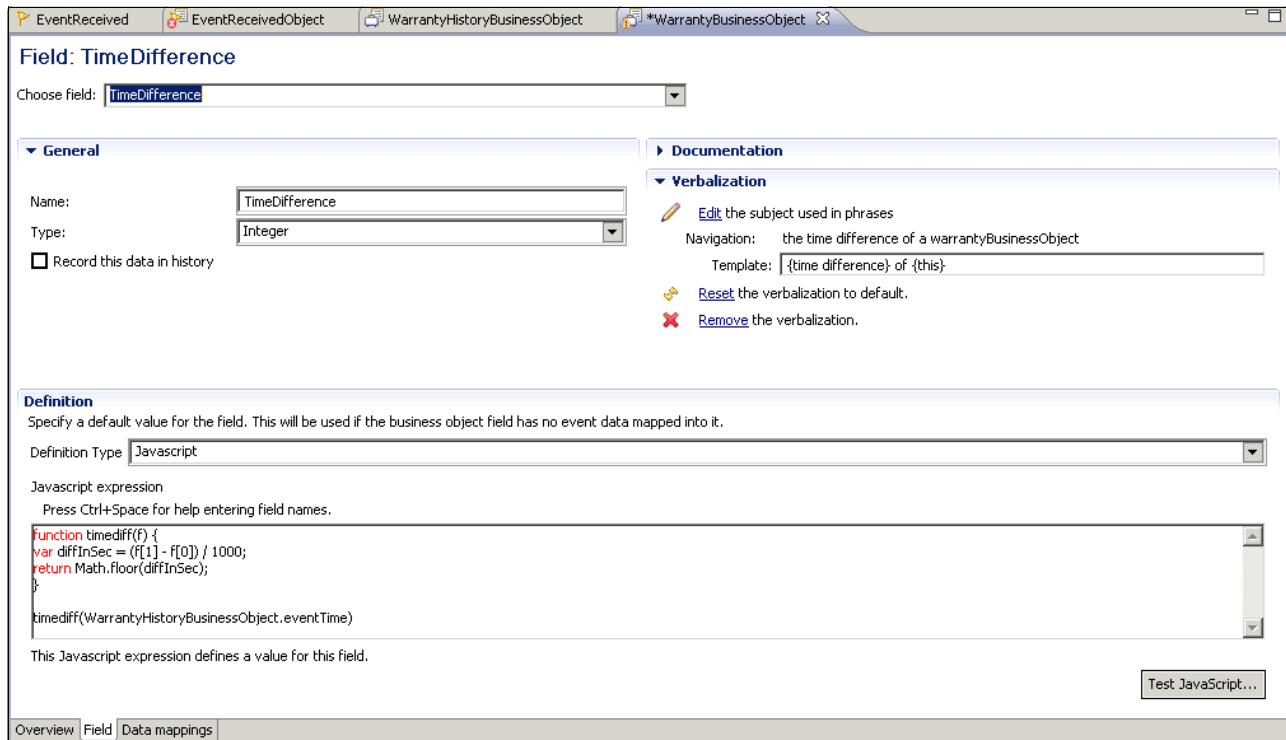 EventReceived EventReceivedObject WarrantyHistoryBusinessObject *WarrantyBusinessObject
Field: TimeDifference
Choose field: TimeDifference
General
Documentation
Verbalization
Name: TimeDifference
Edit the subject used in phrases
Type: Integer
Navigation: the time difference of a warrantyBusinessObject
Record this data in history
Template: {time difference} of {this}
Reset the verbalization to default.
Remove the verbalization.
Definition
Specify a default value for the field. This will be used if the business object field has no event data mapped into it.
Definition Type Javascript
Javascript expression
Press Ctrl+Space for help entering field names.
function timediff(f) {
var diffInSec = (f[1] - f[0]) / 1000;
return Math.floor(diffInSec);
}
timediff(WarrantyHistoryBusinessObject.eventTime)
This Javascript expression defines a value for this field.
Test JavaScript...
Overview Field Data mappings